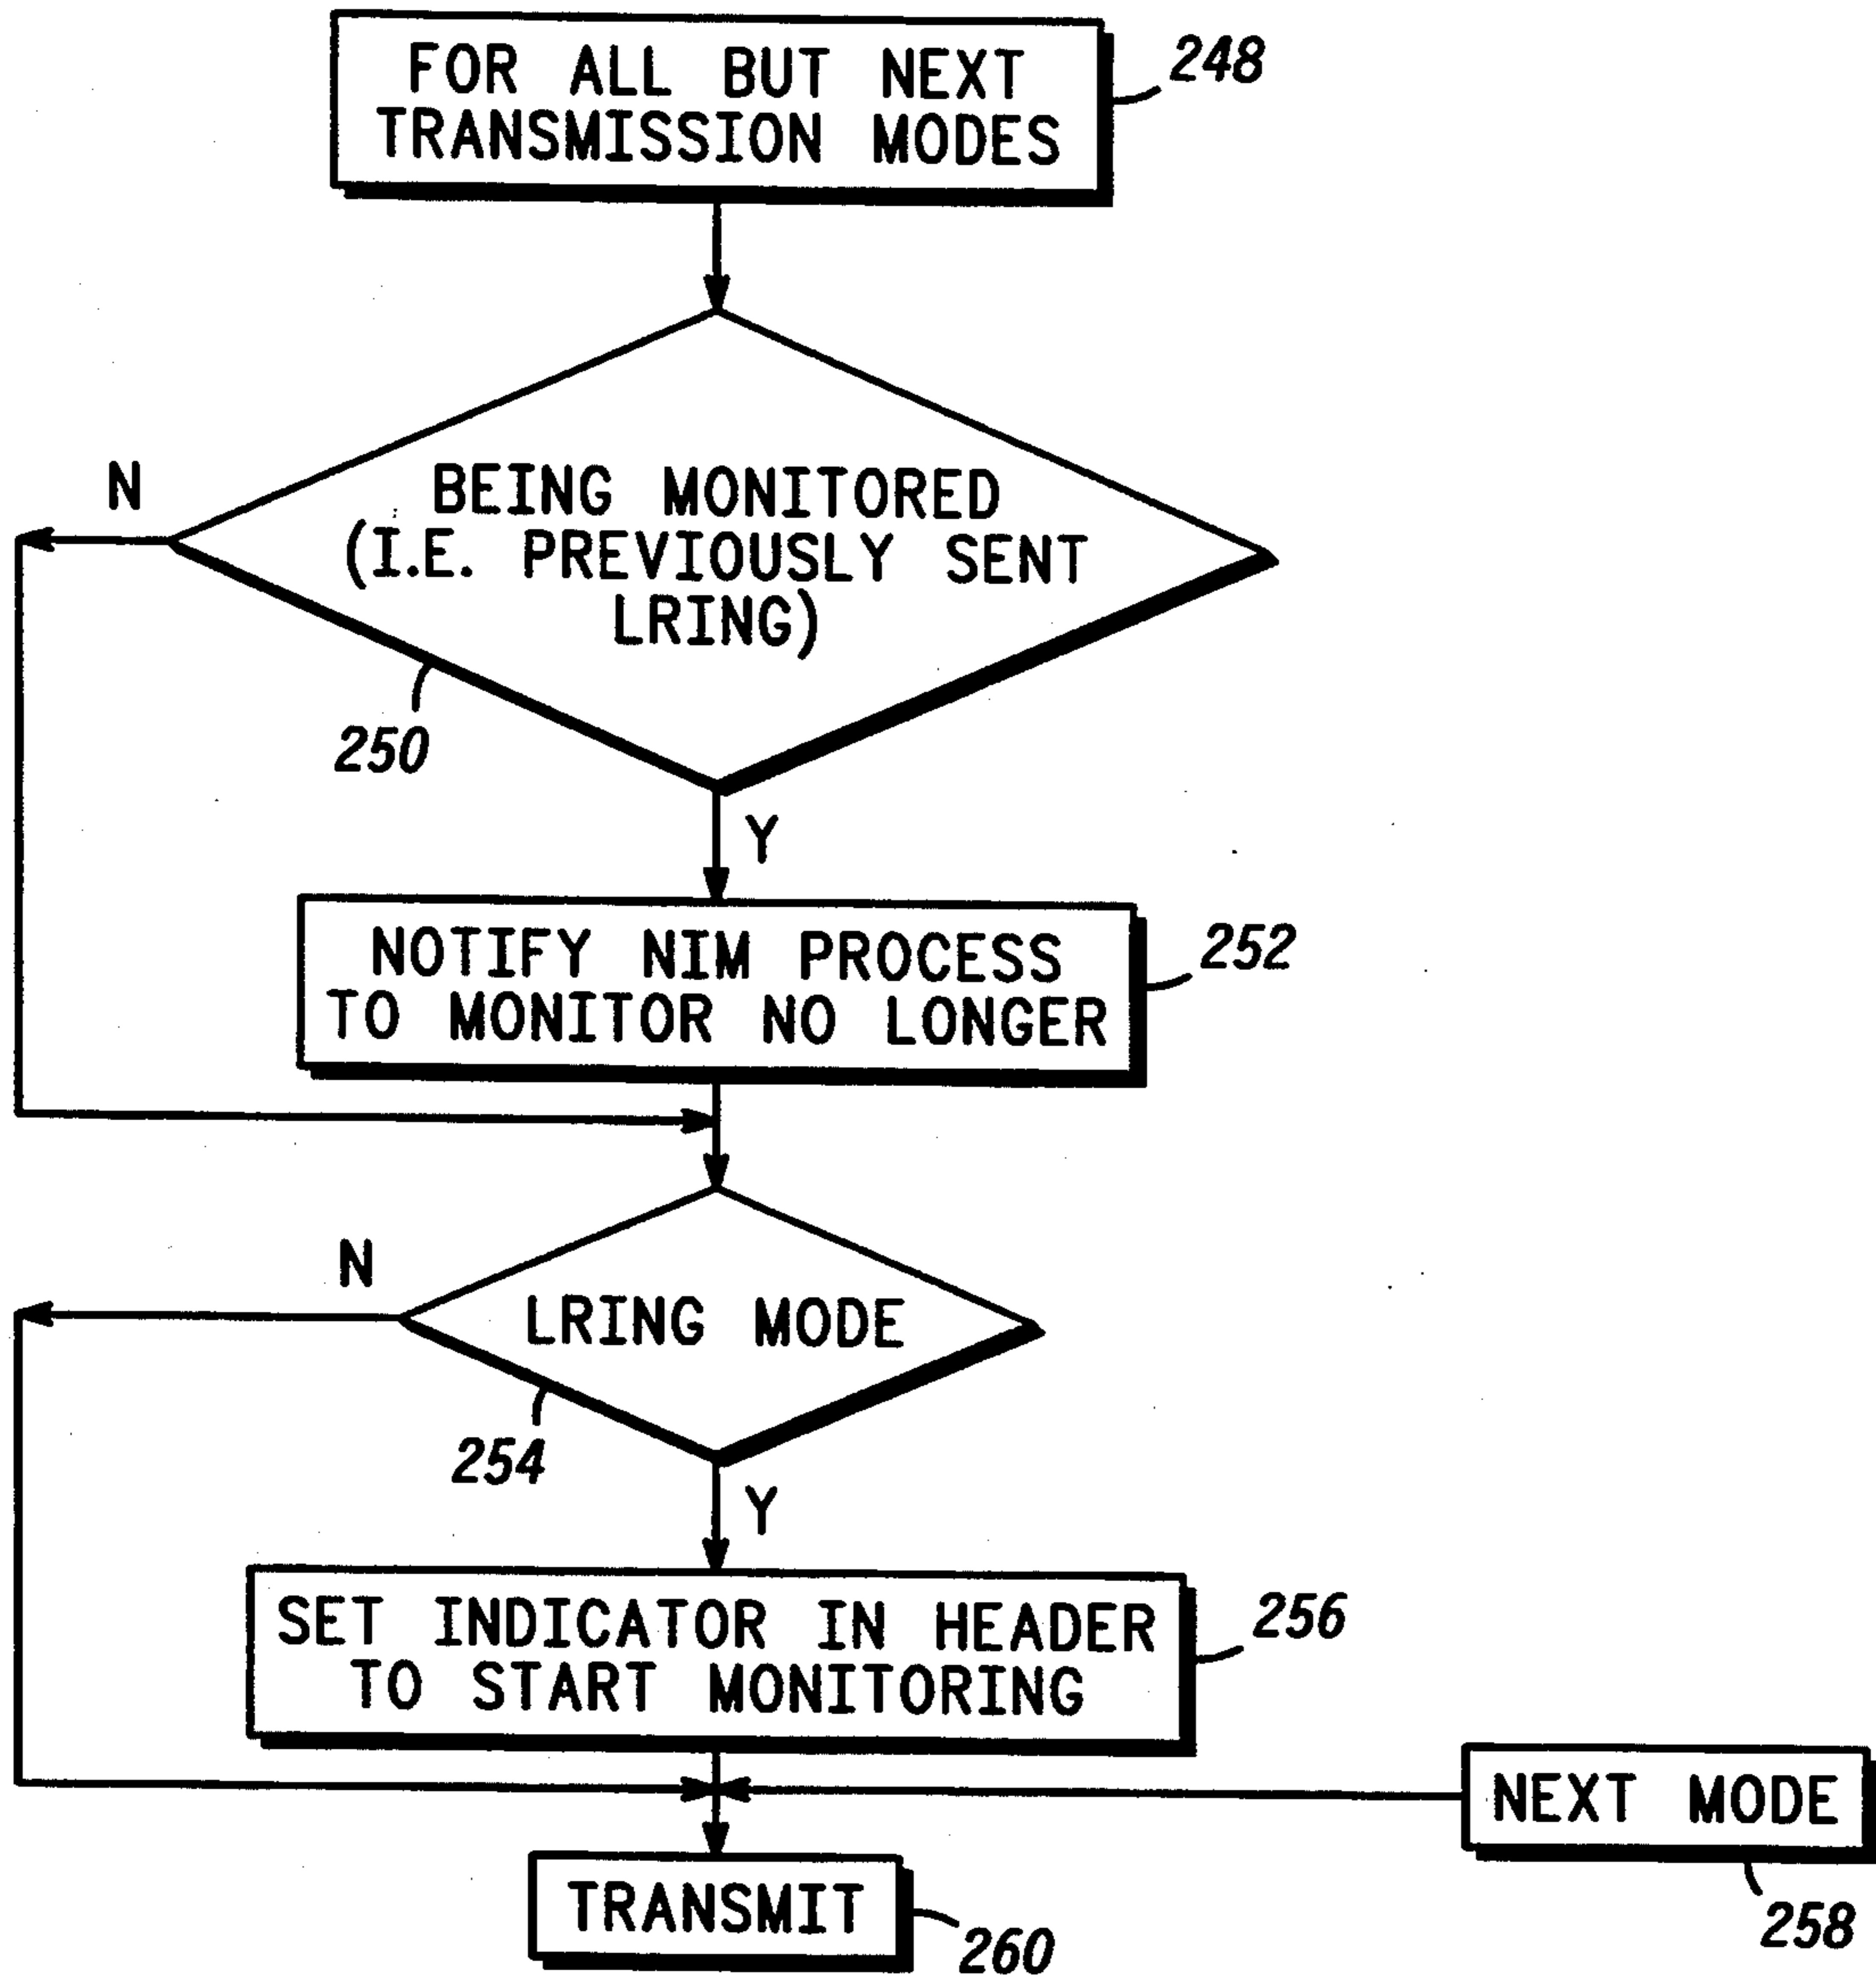 FOR ALL BUT NEXT
TRANSMISSION MODES
248
N
BEING MONITORED
(I.E. PREVIOUSLY SENT
LRING)
250
Y
NOTIFY NIM PROCESS
TO MONITOR NO LONGER
252
N
LRING MODE
254
Y
SET INDICATOR IN HEADER
TO START MONITORING
256
NEXT MODE
258
TRANSMIT
260